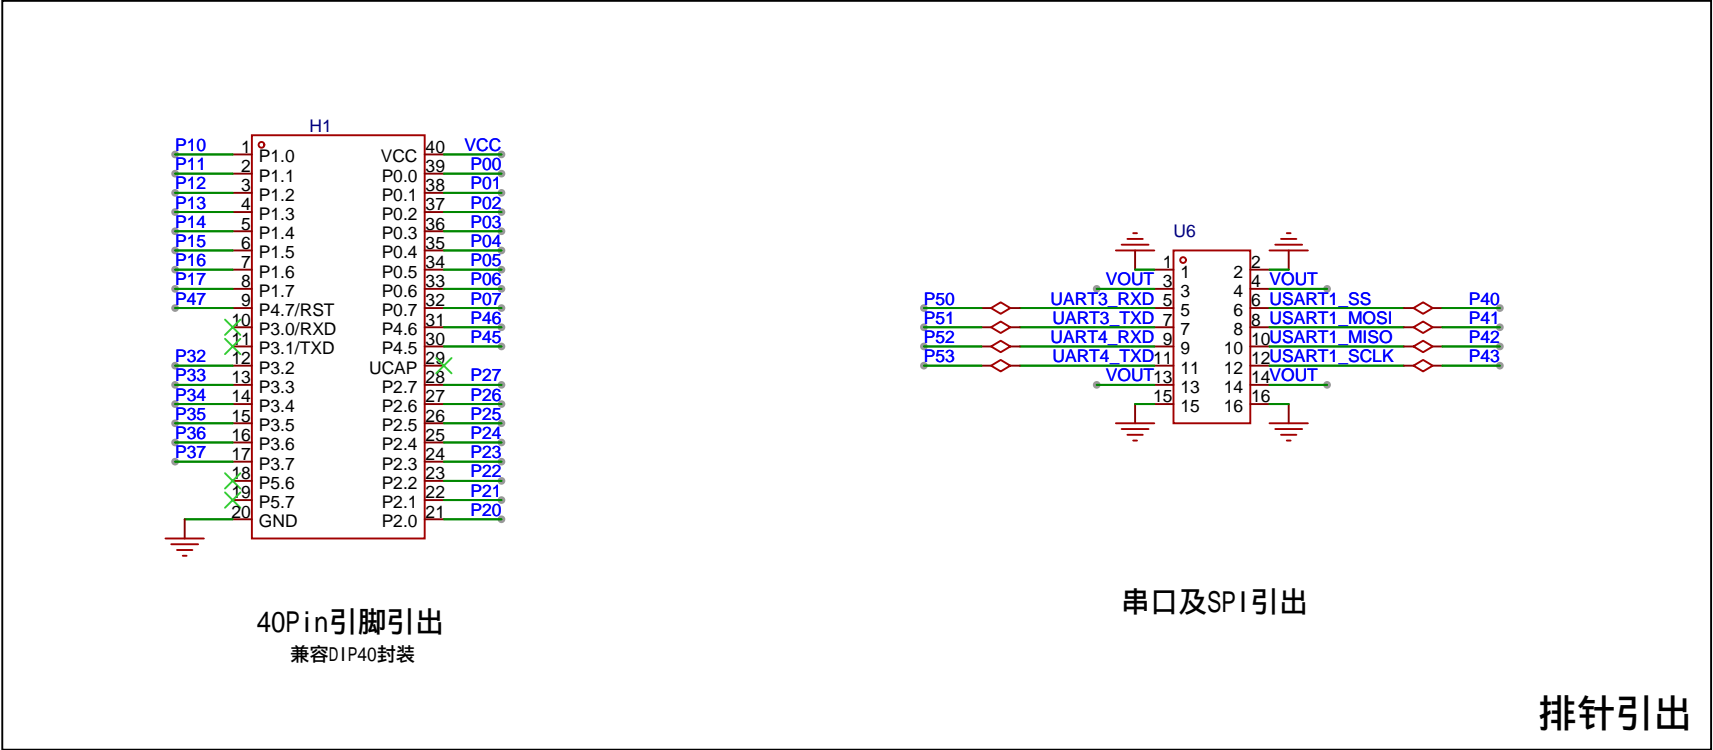 H1
P10 1 P1.0 VCC 40 VCC
P11 2 P1.1 P0.0 39 P00
P12 3 P1.2 P0.1 38 P01
P13 4 P1.3 P0.2 37 P02
P14 5 P1.4 P0.3 36 P03
P15 6 P1.5 P0.4 35 P04
P16 7 P1.6 P0.5 34 P05
P17 8 P1.7 P0.6 33 P06
P47 9 P4.7/RST P0.7 32 P07
10 P3.0/RXD P4.6 31 P46
11 P3.1/TXD P4.5 30 P45
P32 12 P3.2 UCAP 29
P33 13 P3.3 P2.7 28 P27
P34 14 P3.4 P2.6 27 P26
P35 15 P3.5 P2.5 26 P25
P36 16 P3.6 P2.4 25 P24
P37 17 P3.7 P2.3 24 P23
18 P5.6 P2.2 23 P22
19 P5.7 P2.1 22 P21
20 GND P2.0 21 P20
40Pin引脚引出
兼容DIP40封装
U6
1 1 2 2
VOUT 3 3 4 4 VOUT
P50 UART3_RXD 5 5 6 6 USART1_SS P40
P51 UART3_TXD 7 7 8 8 USART1_MOSI P41
P52 UART4_RXD 9 9 10 10 USART1_MISO P42
P53 UART4_TXD 11 11 12 12 USART1_SCLK P43
VOUT 13 13 14 14 VOUT
15 15 16 16
串口及SPI引出
排针引出